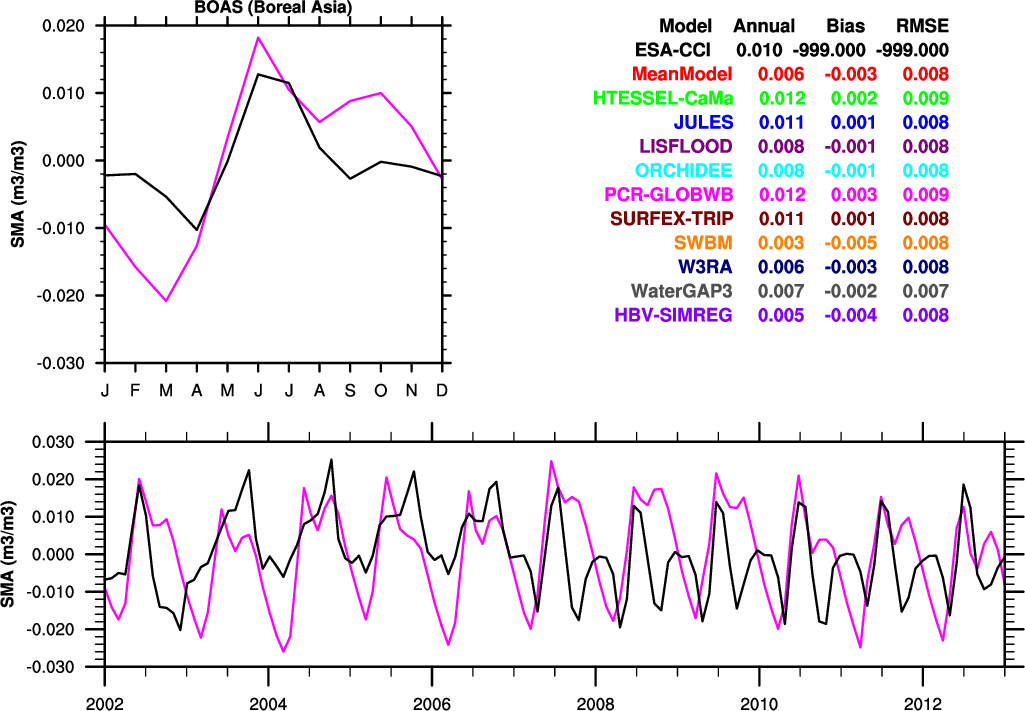 BOAS (Boreal Asia)
SMA (m3/m3)
0.020
0.010
0.000
-0.010
-0.020
-0.030
J F M A M J J A S O N D
Model Annual Bias RMSE
ESA-CCI 0.010 -999.000 -999.000
MeanModel 0.006 -0.003 0.008
HTESSEL-CaMa 0.012 0.002 0.009
JULES 0.011 0.001 0.008
LISFLOOD 0.008 -0.001 0.008
ORCHIDEE 0.008 -0.001 0.008
PCR-GLOBWB 0.012 0.003 0.009
SURFEX-TRIP 0.011 0.001 0.008
SWBM 0.003 -0.005 0.008
W3RA 0.006 -0.003 0.008
WaterGAP3 0.007 -0.002 0.007
HBV-SIMREG 0.005 -0.004 0.008
SMA (m3/m3)
0.030
0.020
0.010
0.000
-0.010
-0.020
-0.030
2002 2004 2006 2008 2010 2012